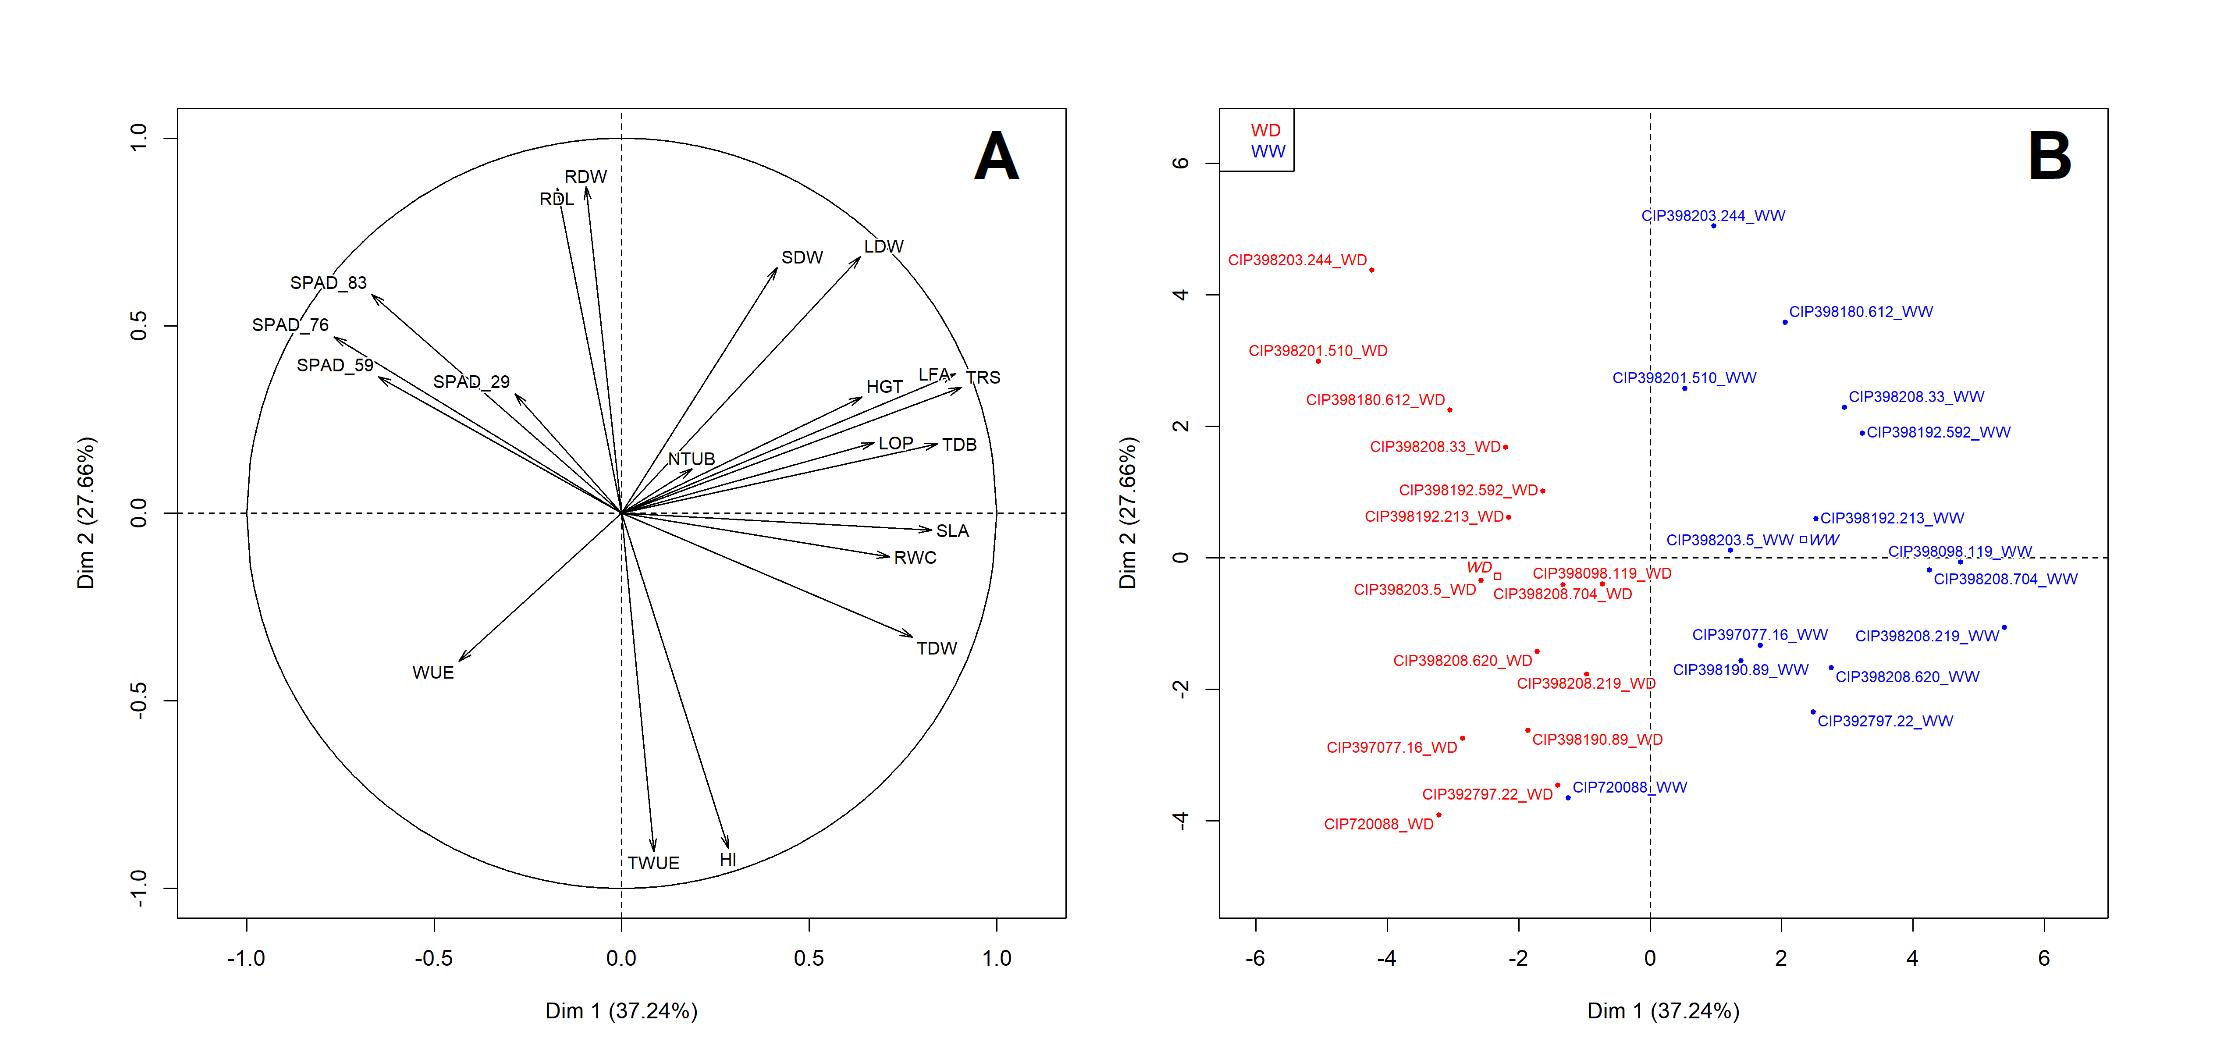 A
RDW
RDL
LDW
SDW
SPAD_83
SPAD_76
SPAD_59
SPAD_29
LFA
TRS
HGT
LOP
TDB
NTUB
SLA
RWC
TDW
WUE
TWUE
HI
1.0
0.5
0.0
-0.5
-1.0
Dim 2 (27.66%)
-1.0 -0.5 0.0 0.5 1.0
Dim 1 (37.24%)
WD
WW
B
CIP398203.244_WW
CIP398203.244_WD
CIP398180.612_WW
CIP398201.510_WD
CIP398201.510_WW
CIP398180.612_WD
CIP398208.33_WW
CIP398192.592_WW
CIP398208.33_WD
CIP398192.592_WD
CIP398192.213_WD
CIP398192.213_WW
CIP398203.5_WW
WW
CIP398098.119_WW
WD
CIP398098.119_WD
CIP398208.704_WW
CIP398203.5_WD
CIP398208.704_WD
CIP397077.16_WW
CIP398208.219_WW
CIP398208.620_WD
CIP398190.89_WW
CIP398208.620_WW
CIP398208.219_WD
CIP392797.22_WW
CIP398190.89_WD
CIP397077.16_WD
CIP720088_WW
CIP392797.22_WD
CIP720088_WD
6
4
2
0
-2
-4
Dim 2 (27.66%)
-6 -4 -2 0 2 4 6
Dim 1 (37.24%)